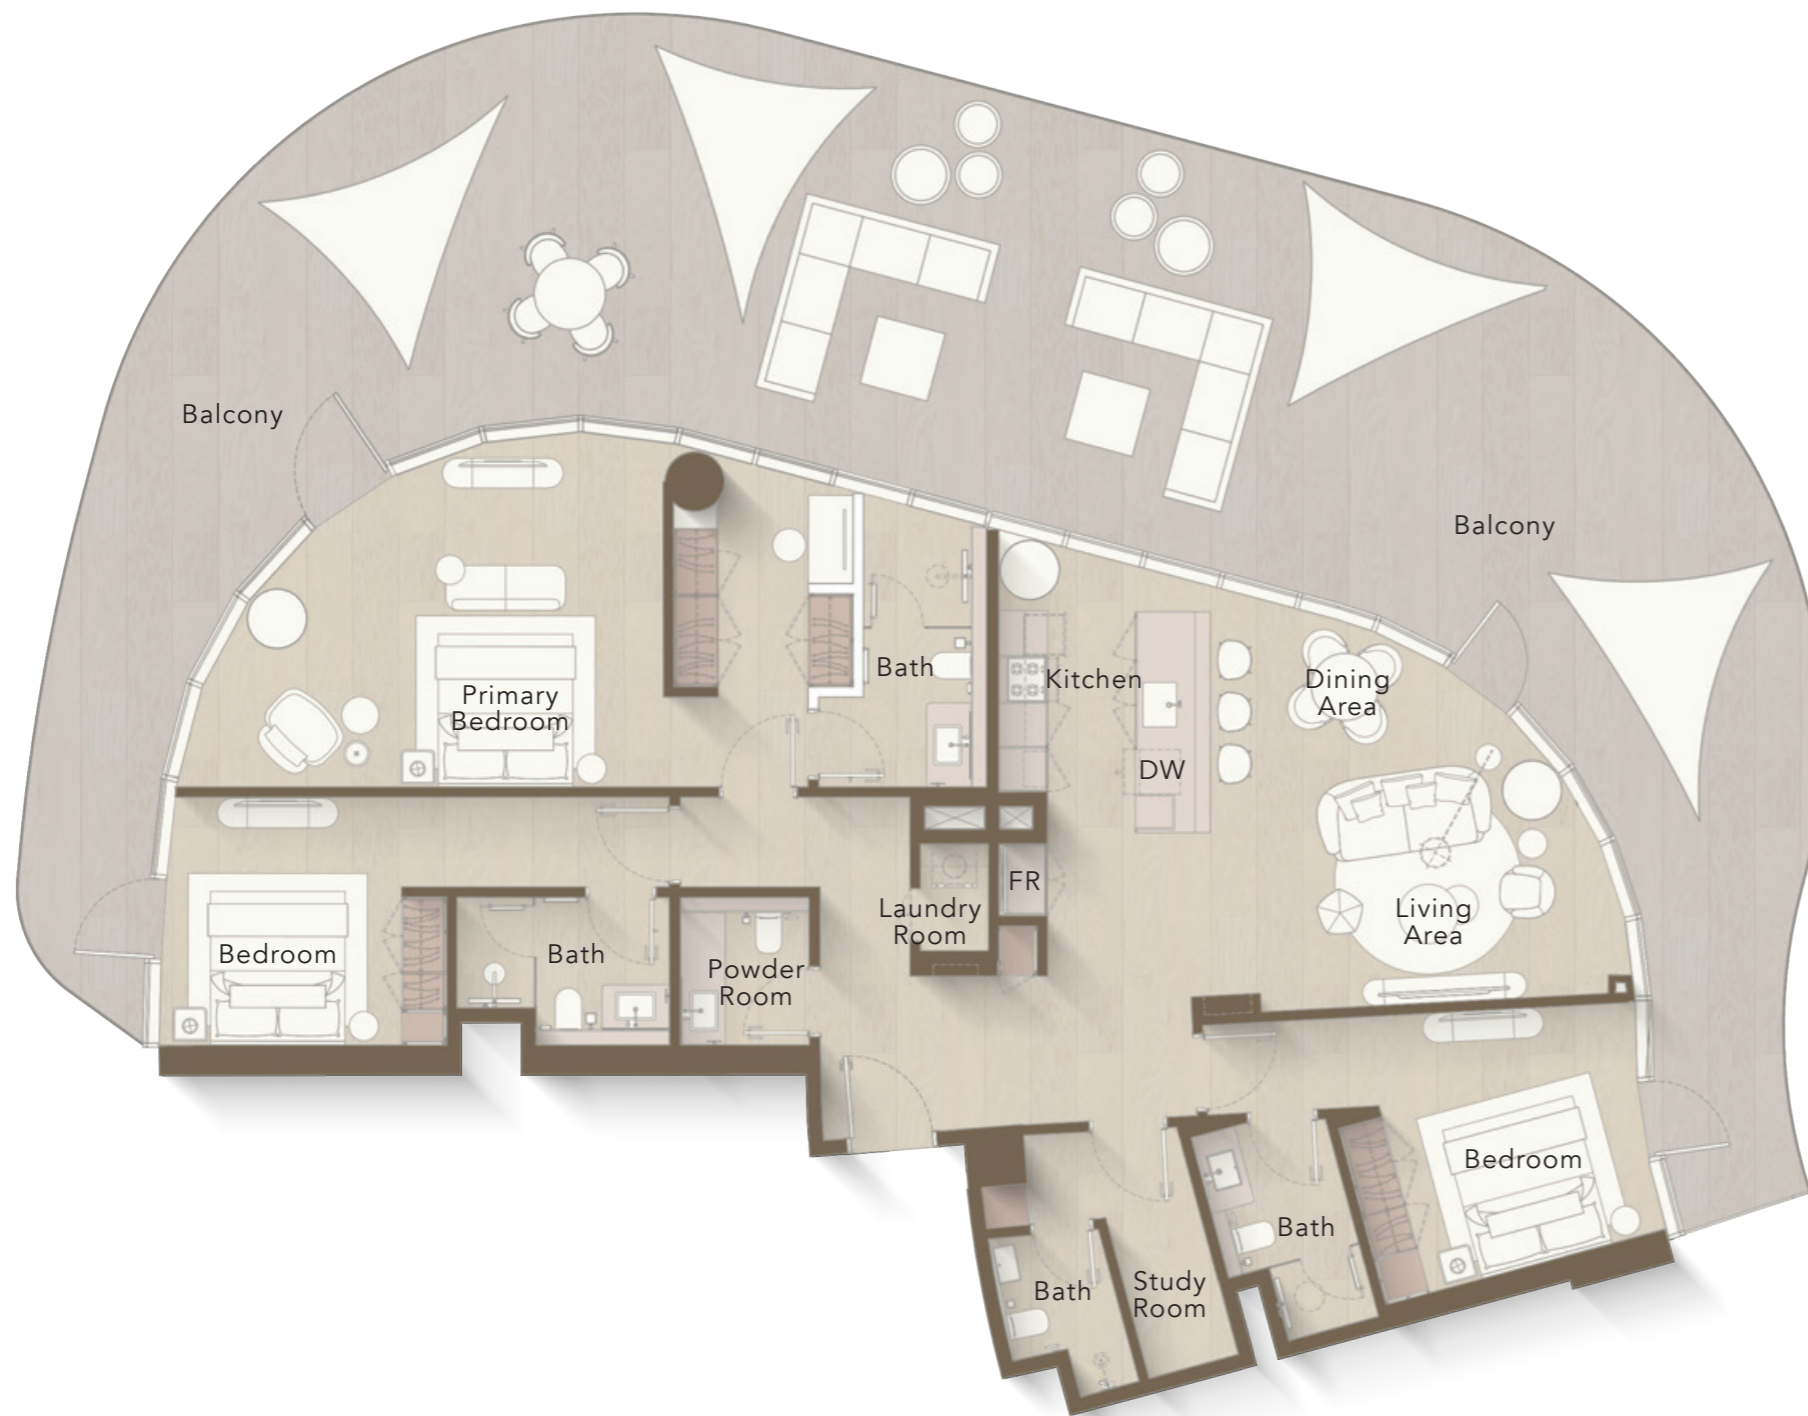 Balcony
Balcony
Primary
Bedroom
Bath
Kitchen
Dining
Area
DW
FR
Laundry
Room
Living
Area
Bedroom
Bath
Powder
Room
Bedroom
Bath
Bath
Study
Room